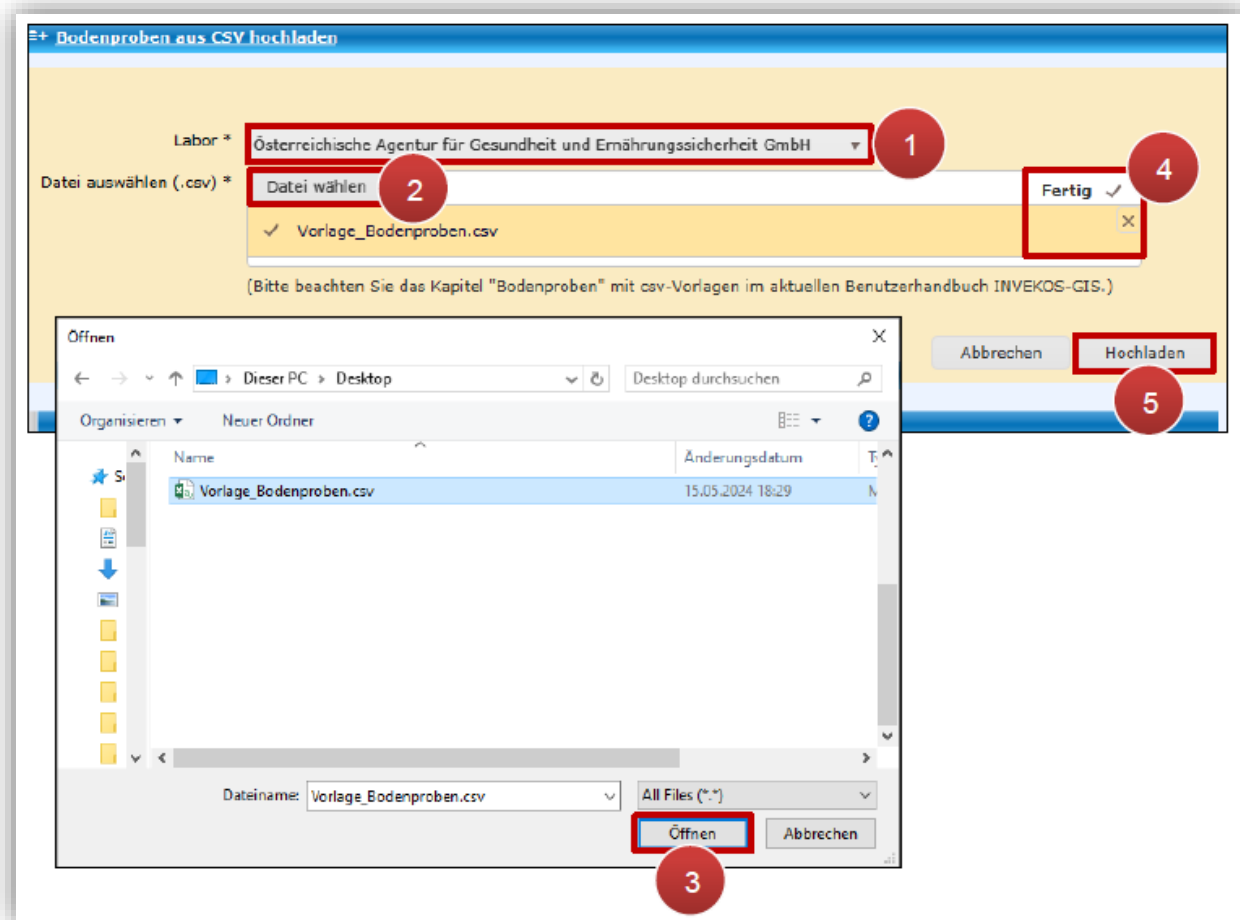 Bodenproben aus CSV hochladen
Labor * Österreichische Agentur für Gesundheit und Ernährungssicherheit GmbH 1
4
Datei auswählen (.csv) * Datei wählen 2 Fertig
Vorlage_Bodenproben.csv
(Bitte beachten Sie das Kapitel "Bodenproben" mit csv-Vorlagen im aktuellen Benutzerhandbuch INVEKOS-GIS.)
Abbrechen Hochladen
5
Öffnen
Dieser PC > Desktop Desktop durchsuchen
Organisieren Neuer Ordner
Name Änderungsdatum
Vorlage_Bodenproben.csv 15.05.2024 18:29
Dateiname: Vorlage_Bodenproben.csv All Files (*.*)
Öffnen Abbrechen
3